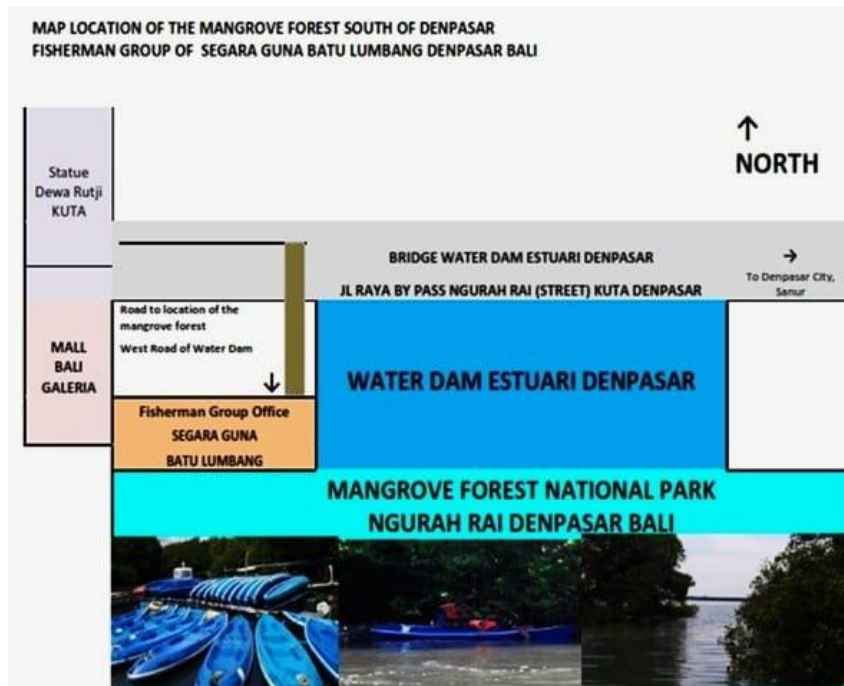 MAP LOCATION OF THE MANGROVE FOREST SOUTH OF DENPASAR
FISHERMAN GROUP OF SEGARA GUNA BATU LUMBANG DENPASAR BALI
NORTH
Statue
Dewa Rutji
KUTA
BRIDGE WATER DAM ESTUARI DENPASAR
To Denpasar City,
Sanur
JL RAYA BY PASS NGURAH RAI (STREET) KUTA DENPASAR
Road to location of the
mangrove forest
West Road of Water Dam
MALL
BALI
GALERIA
WATER DAM ESTUARI DENPASAR
Fisherman Group Office
SEGARA GUNA
BATU LUMBANG
MANGROVE FOREST NATIONAL PARK
NGURAH RAI DENPASAR BALI